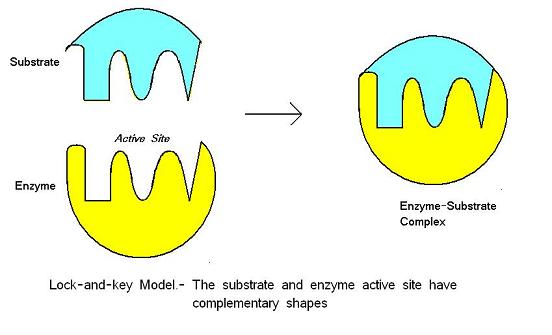 Substrate
Active Site
Enzyme
Enzyme-Substrate
Complex
Lock-and-key Model.- The substrate and enzyme active site have
complementary shapes